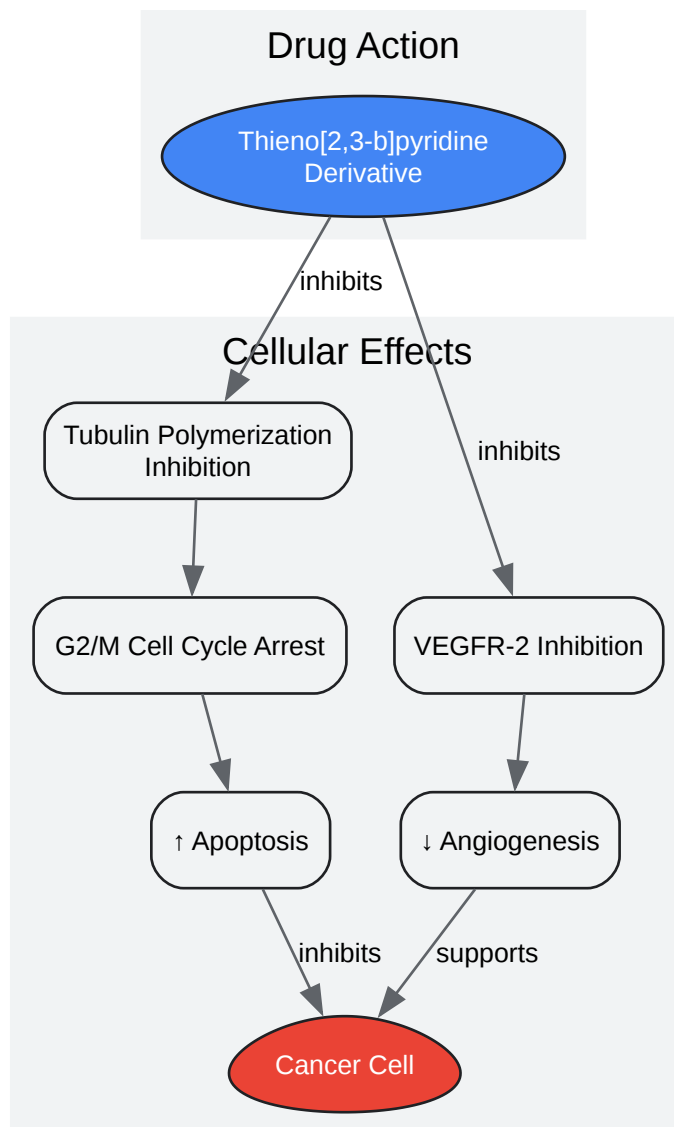 Drug Action
Thieno[2,3-b]pyridine
Derivative
inhibits
Cellular Effects
Tubulin Polymerization
Inhibition
inhibits
G2/M Cell Cycle Arrest
VEGFR-2 Inhibition
↑ Apoptosis
↓ Angiogenesis
inhibits
supports
Cancer Cell